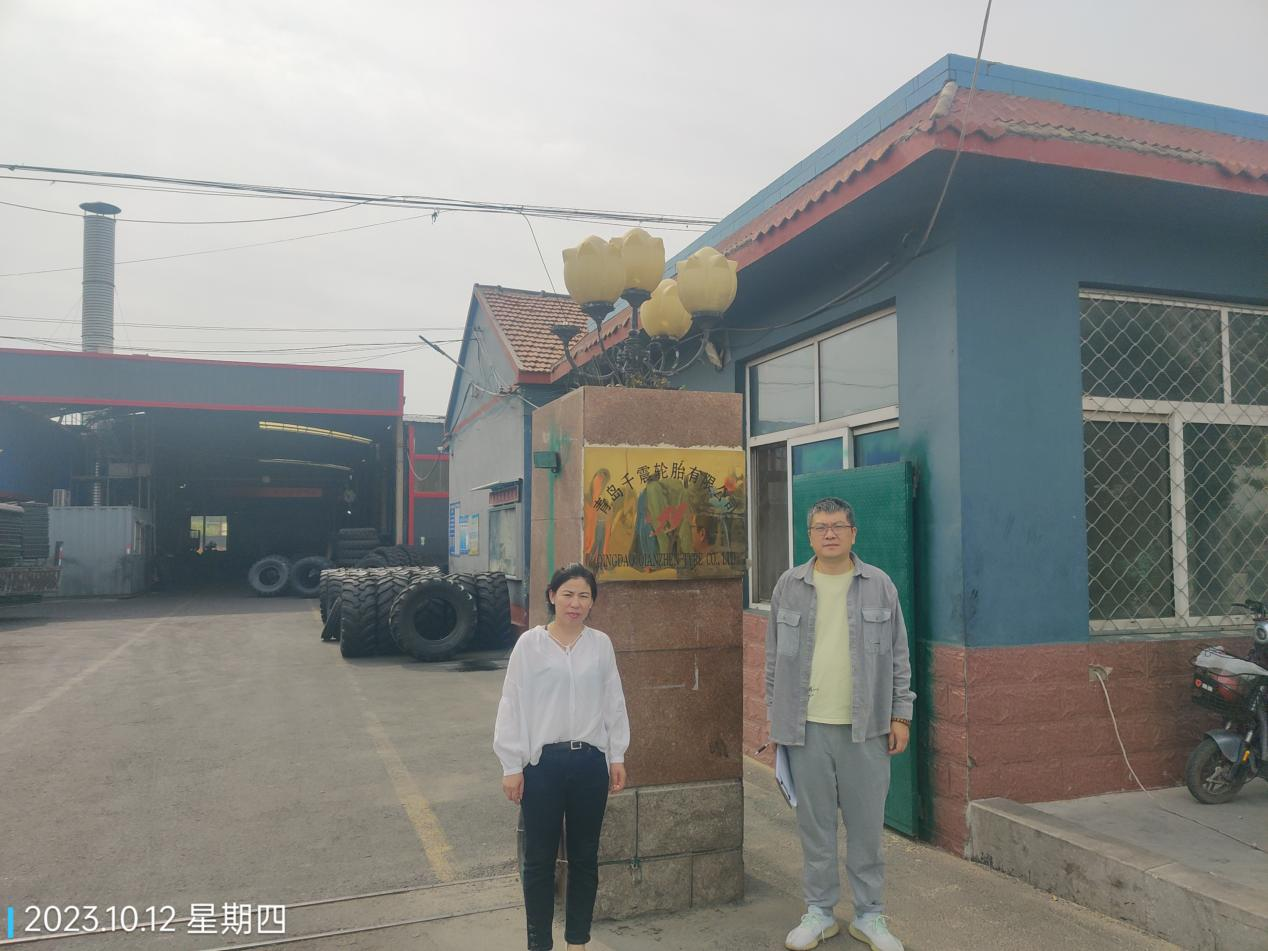 青岛千震轮胎有限公司
QINGDAO QIANZHEN TYRE CO., LTD
2023.10.12 星期四